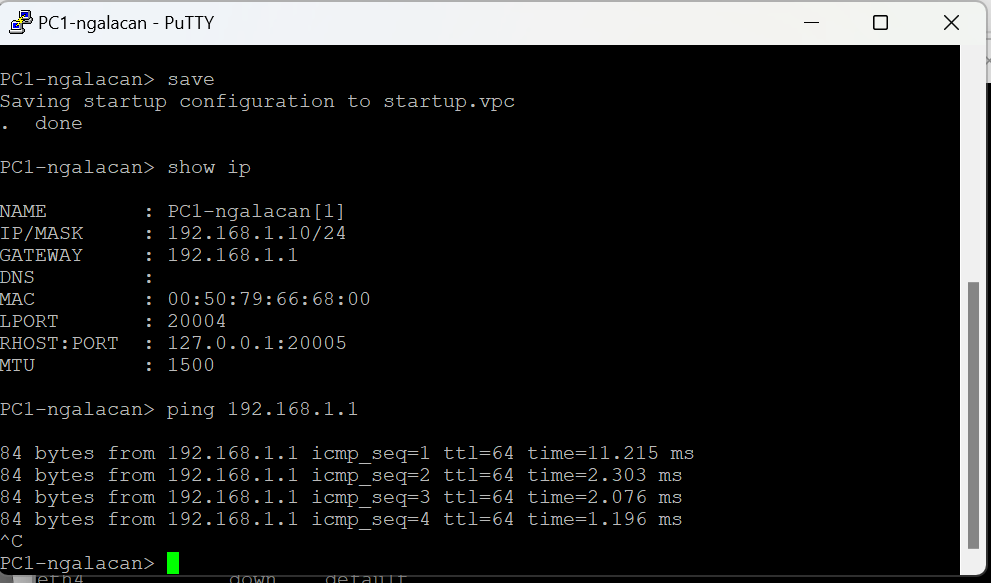 PC1-ngalacan - PuTTY
PC1-ngalacan> save
Saving startup configuration to startup.vpc
.  done
PC1-ngalacan> show ip
NAME        : PC1-ngalacan[1]
IP/MASK     : 192.168.1.10/24
GATEWAY     : 192.168.1.1
DNS         :
MAC         : 00:50:79:66:68:00
LPORT       : 20004
RHOST:PORT  : 127.0.0.1:20005
MTU         : 1500
PC1-ngalacan> ping 192.168.1.1
84 bytes from 192.168.1.1 icmp_seq=1 ttl=64 time=11.215 ms
84 bytes from 192.168.1.1 icmp_seq=2 ttl=64 time=2.303 ms
84 bytes from 192.168.1.1 icmp_seq=3 ttl=64 time=2.076 ms
84 bytes from 192.168.1.1 icmp_seq=4 ttl=64 time=1.196 ms
^C
PC1-ngalacan>
eth4 down default